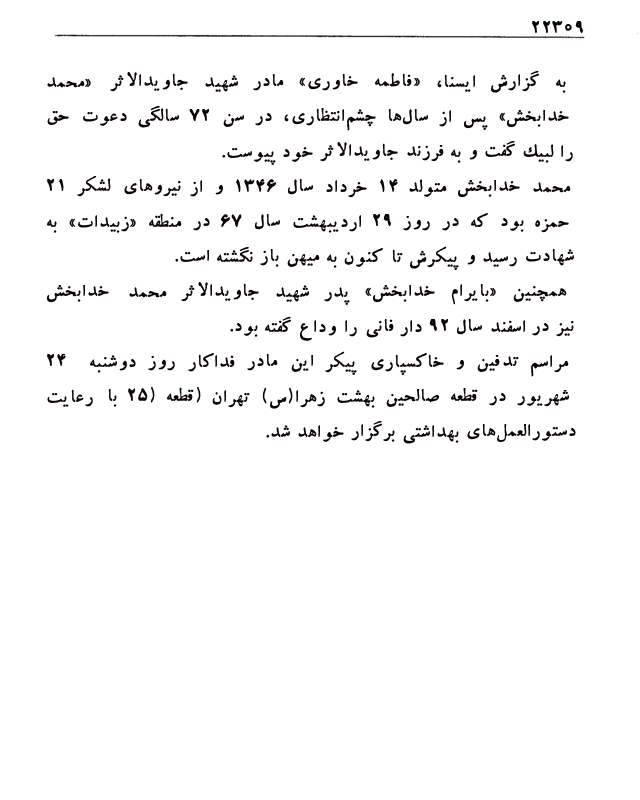 ۲۲۳۰۹
به گزارش ایسنا، «فاطمه خاوری» مادر شهید جاویدالاثر «محمد
خدابخش» پس از سال‌ها چشم‌انتظاری، در سن ۷۲ سالگی دعوت حق
را لبیك گفت و به فرزند جاویدالاثر خود پیوست.
محمد خدابخش متولد ۱۴ خرداد سال ۱۳۴۶ و از نیروهای لشکر ۲۱
حمزه بود که در روز ۲۹ اردیبهشت سال ۶۷ در منطقه «زبیدات» به
شهادت رسید و پیکرش تا کنون به میهن باز نگشته است.
همچنین «بایرام خدابخش» پدر شهید جاویدالاثر محمد خدابخش
نیز در اسفند سال ۹۲ دار فانی را وداع گفته بود.
مراسم تدفین و خاکسپاری پیکر این مادر فداکار روز دوشنبه ۲۴
شهریور در قطعه صالحین بهشت زهرا(س) تهران (قطعه (۲۵ با رعایت
دستورالعمل‌های بهداشتی برگزار خواهد شد.